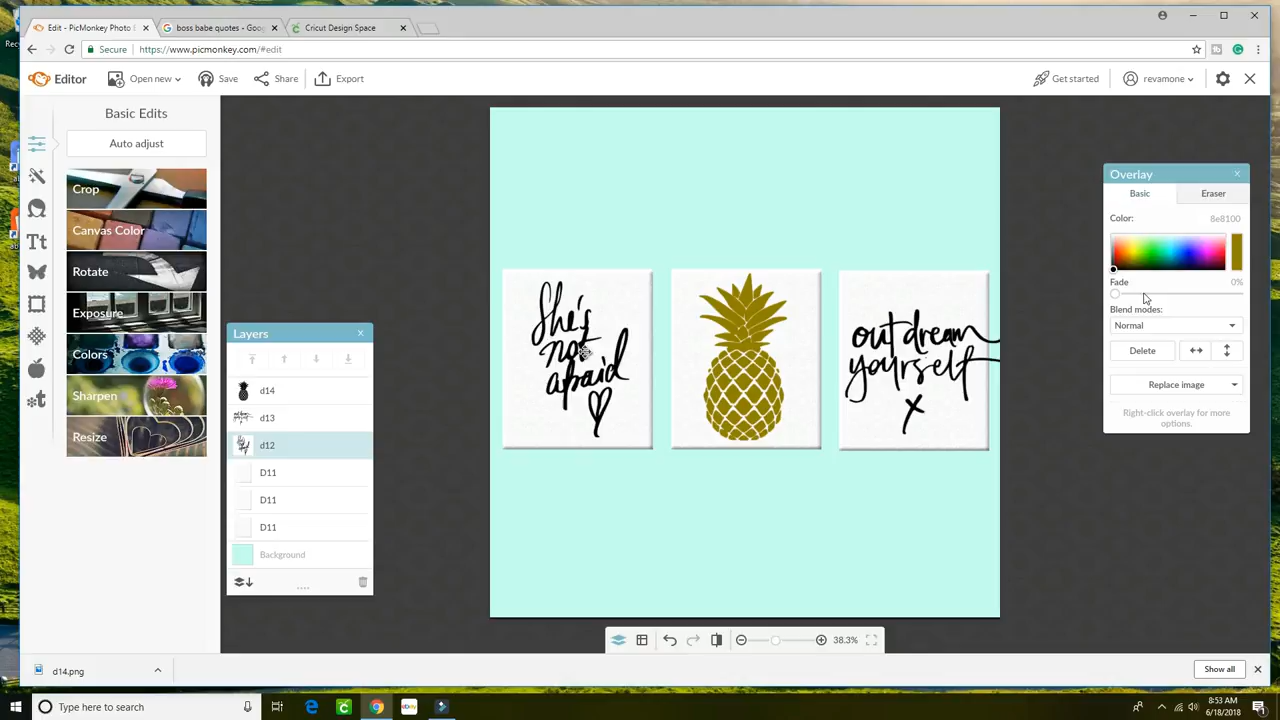 Edit - PicMonkey Photo E
boss babe quotes - Goo
Cricut Design Space
Secure
https://www.picmonkey.com/#edit
Editor
Open new
Save
Share
Export
Get started
revamone
Basic Edits
Auto adjust
Crop
Canvas Color
Rotate
Exposure
Colors
Sharpen
Resize
Tt
Layers
d14
d13
d12
D11
D11
D11
Background
She's
not
afraid
out dream
yourself
x
Overlay
Basic
Eraser
Color:
8e8100
Fade
0%
Blend modes:
Normal
Delete
Replace image
Right-click overlay for more
options.
38.3%
d14.png
Show all
Type here to search
ebay
8:53 AM
6/18/2018